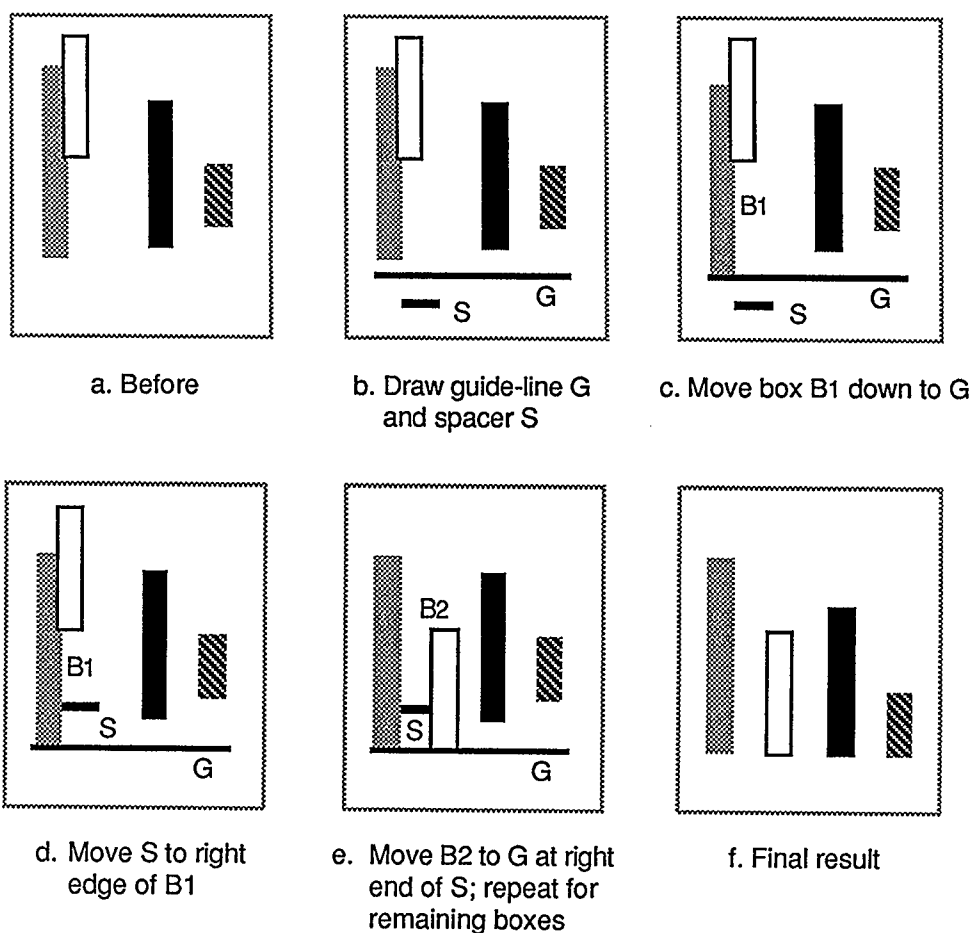 G
S
B1
G
S
a. Before
b. Draw guide-line G
and spacer S
c. Move box B1 down to G
B1
S
G
B2
S
G
d. Move S to right
edge of B1
e. Move B2 to G at right
end of S; repeat for
remaining boxes
f. Final result